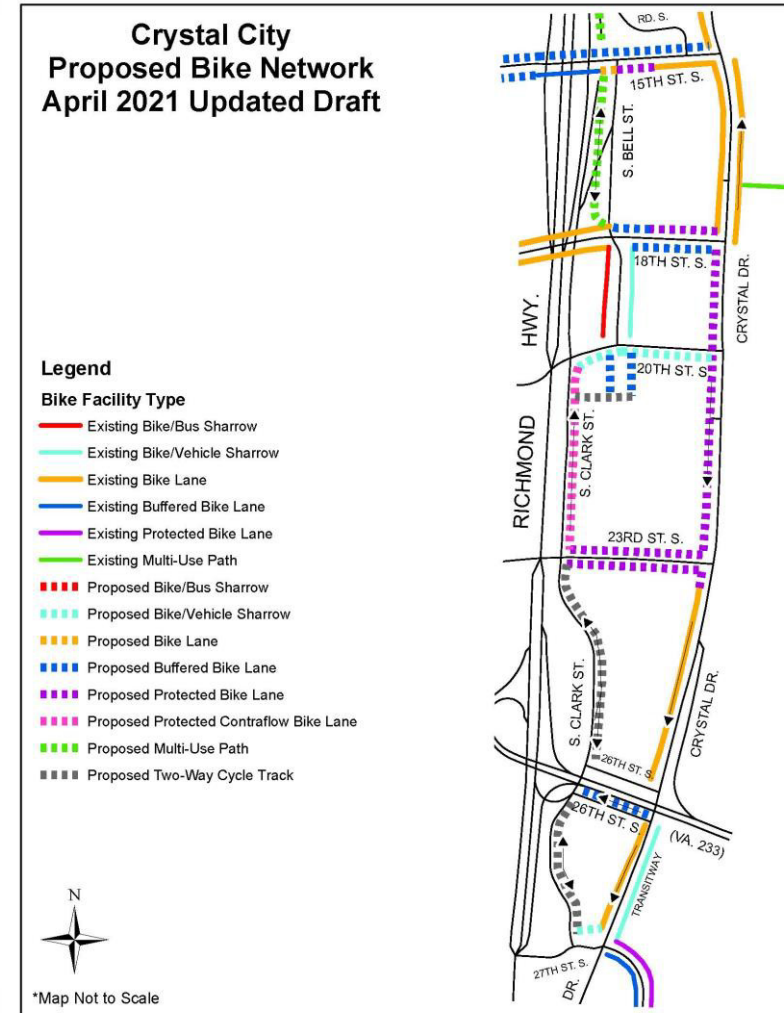 Crystal City
Proposed Bike Network
April 2021 Updated Draft
RD. S.
15TH ST. S.
S. BELL ST.
18TH ST. S.
CRYSTAL DR.
HWY.
20TH ST. S.
RICHMOND
S. CLARK ST.
23RD ST. S.
S. CLARK ST.
CRYSTAL DR.
26TH ST. S.
26TH ST. S.
(VA. 233)
TRANSITWAY
27TH ST. S.
DR.
Legend
Bike Facility Type
Existing Bike/Bus Sharrow
Existing Bike/Vehicle Sharrow
Existing Bike Lane
Existing Buffered Bike Lane
Existing Protected Bike Lane
Existing Multi-Use Path
Proposed Bike/Bus Sharrow
Proposed Bike/Vehicle Sharrow
Proposed Bike Lane
Proposed Buffered Bike Lane
Proposed Protected Bike Lane
Proposed Protected Contraflow Bike Lane
Proposed Multi-Use Path
Proposed Two-Way Cycle Track
N
*Map Not to Scale